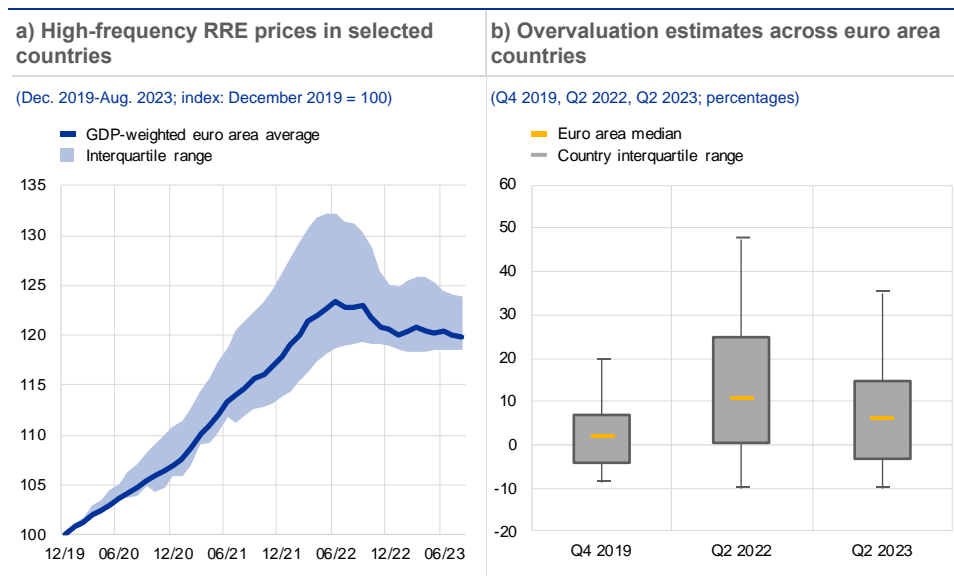 a) High-frequency RRE prices in selected
countries
(Dec. 2019-Aug. 2023; index: December 2019 = 100)
GDP-weighted euro area average
Interquartile range
135
130
125
120
115
110
105
100
12/19 06/20 12/20 06/21 12/21 06/22 12/22 06/23
b) Overvaluation estimates across euro area
countries
(Q4 2019, Q2 2022, Q2 2023; percentages)
Euro area median
Country interquartile range
60
50
40
30
20
10
0
-10
-20
Q4 2019 Q2 2022 Q2 2023